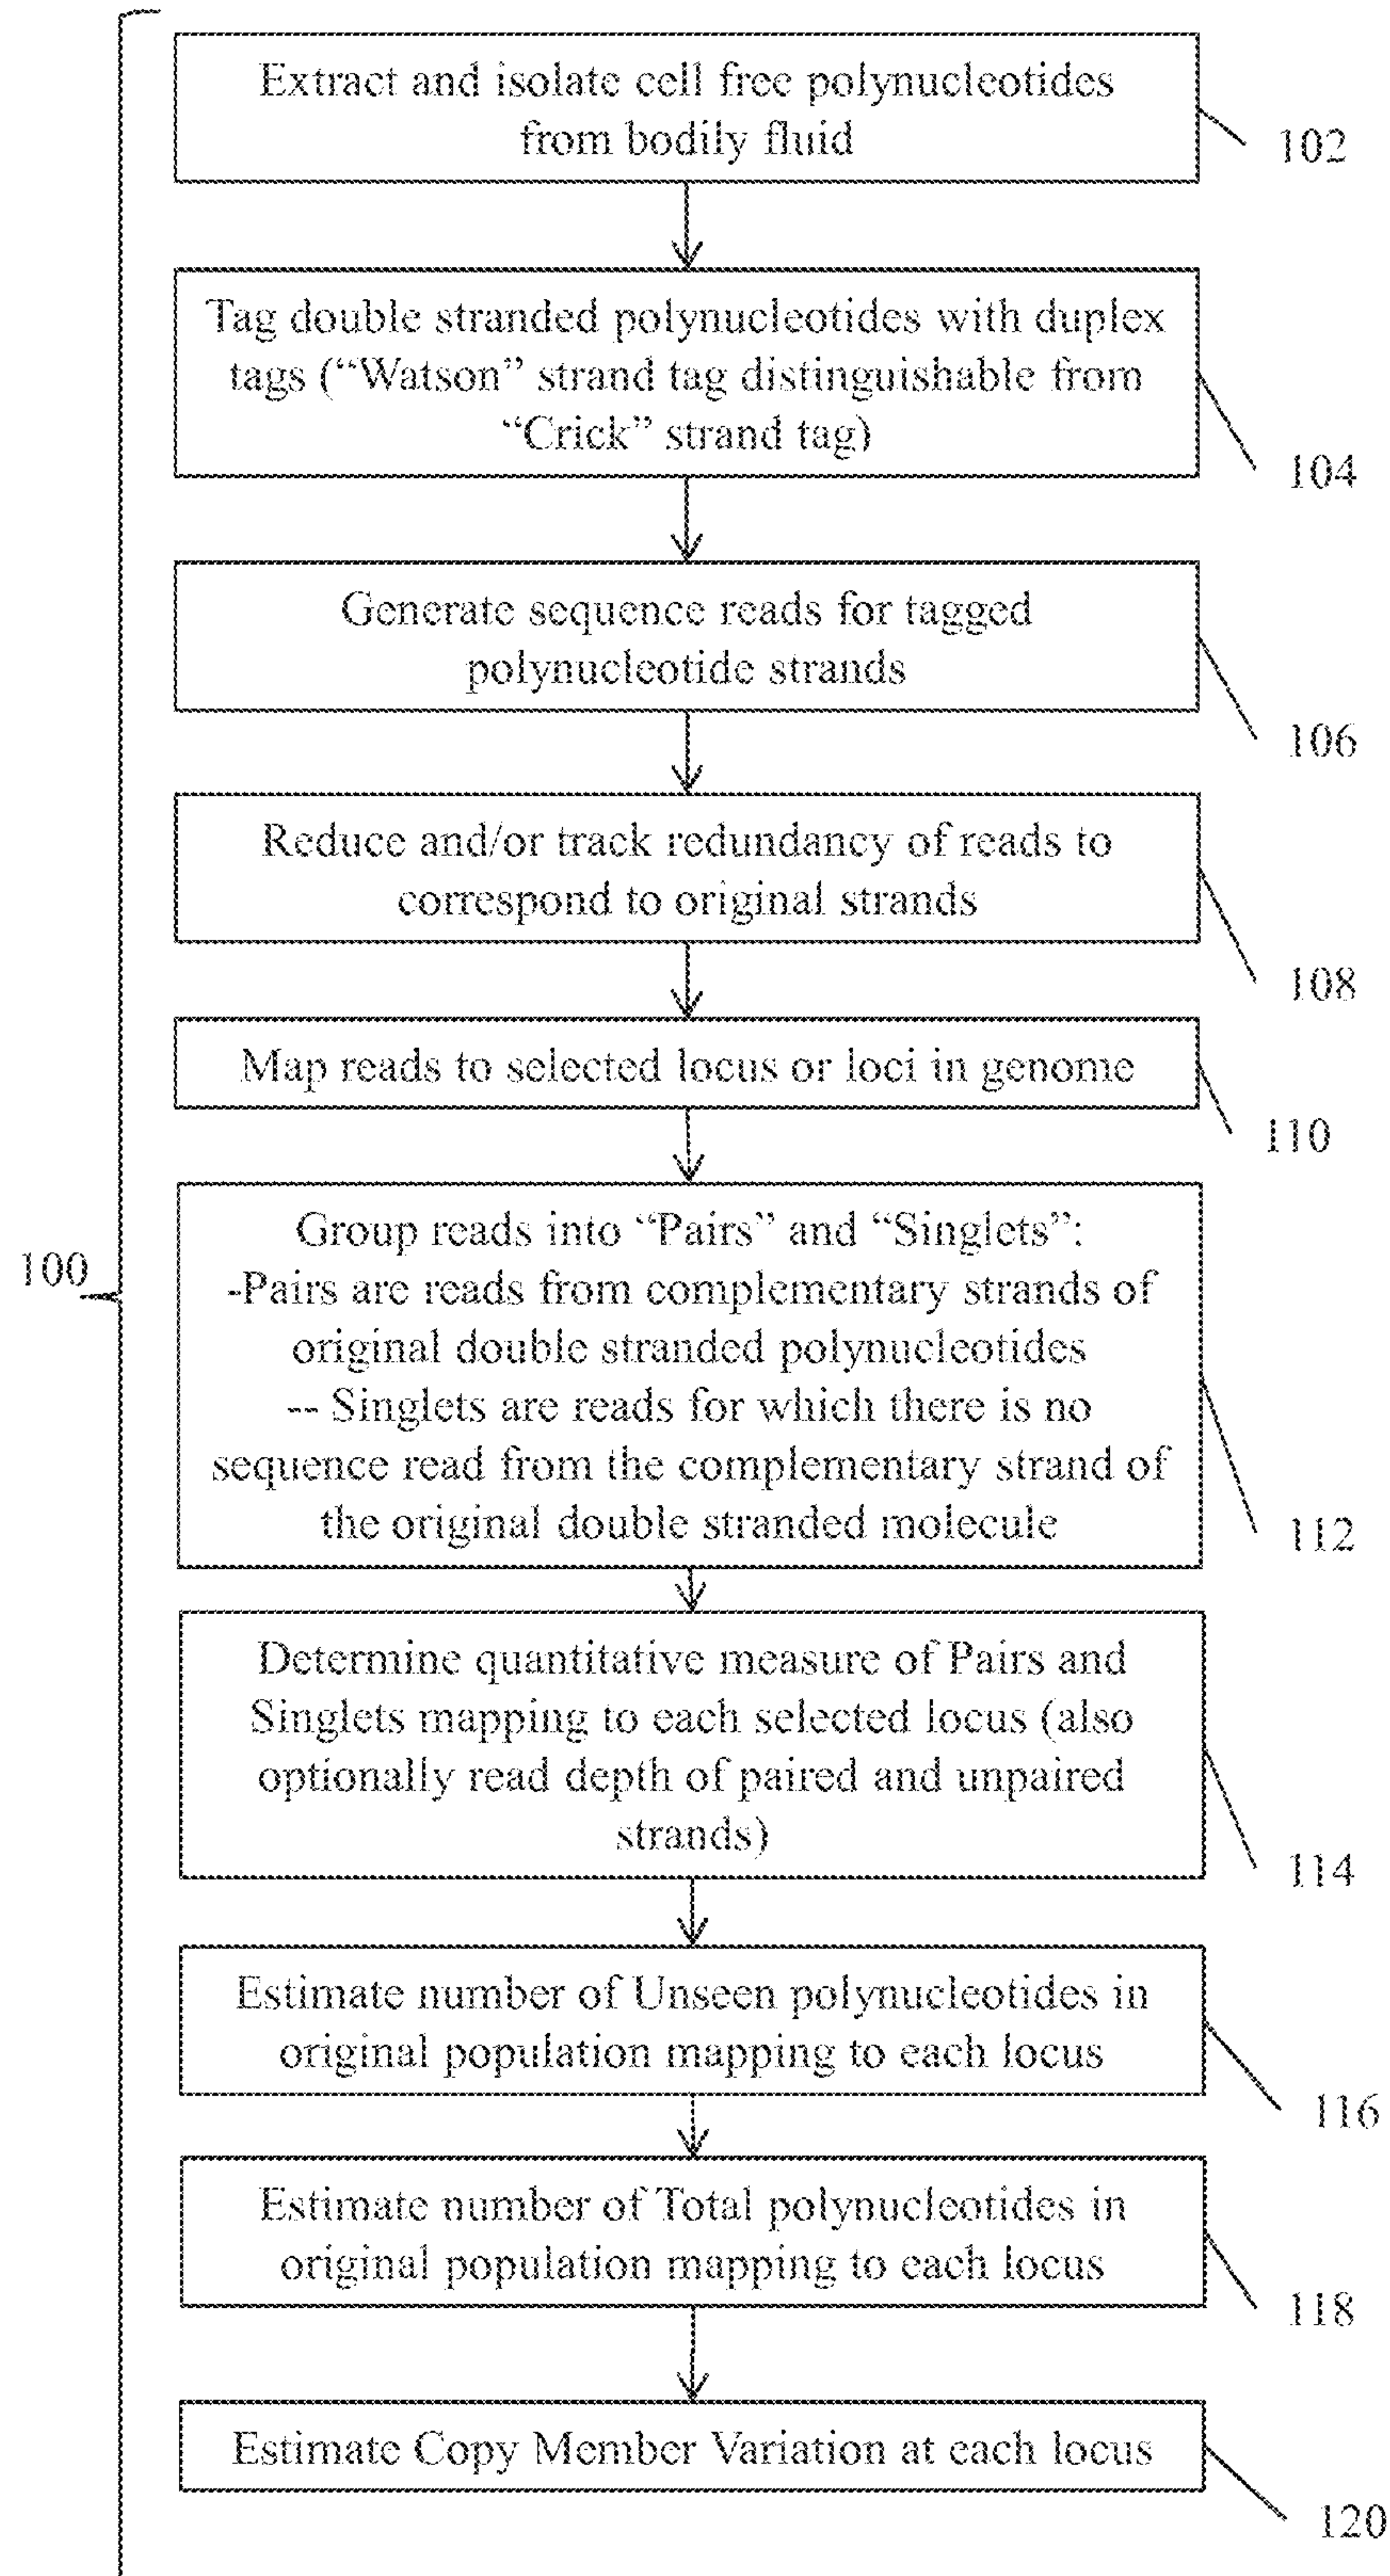 Extract and isolate cell free polynucleotides
from bodily fluid
102
Tag double stranded polynucleotides with duplex
tags (“Watson” strand tag distinguishable from
“Crick” strand tag)
104
Generate sequence reads for tagged
polynucleotide strands
106
Reduce and/or track redundancy of reads to
correspond to original strands
108
Map reads to selected locus or loci in genome
110
100
Group reads into “Pairs” and “Singlets”:
-Pairs are reads from complementary strands of
original double stranded polynucleotides
-- Singlets are reads for which there is no
sequence read from the complementary strand of
the original double stranded molecule
112
Determine quantitative measure of Pairs and
Singlets mapping to each selected locus (also
optionally read depth of paired and unpaired
strands)
114
Estimate number of Unseen polynucleotides in
original population mapping to each locus
116
Estimate number of Total polynucleotides in
original population mapping to each locus
118
Estimate Copy Member Variation at each locus
120